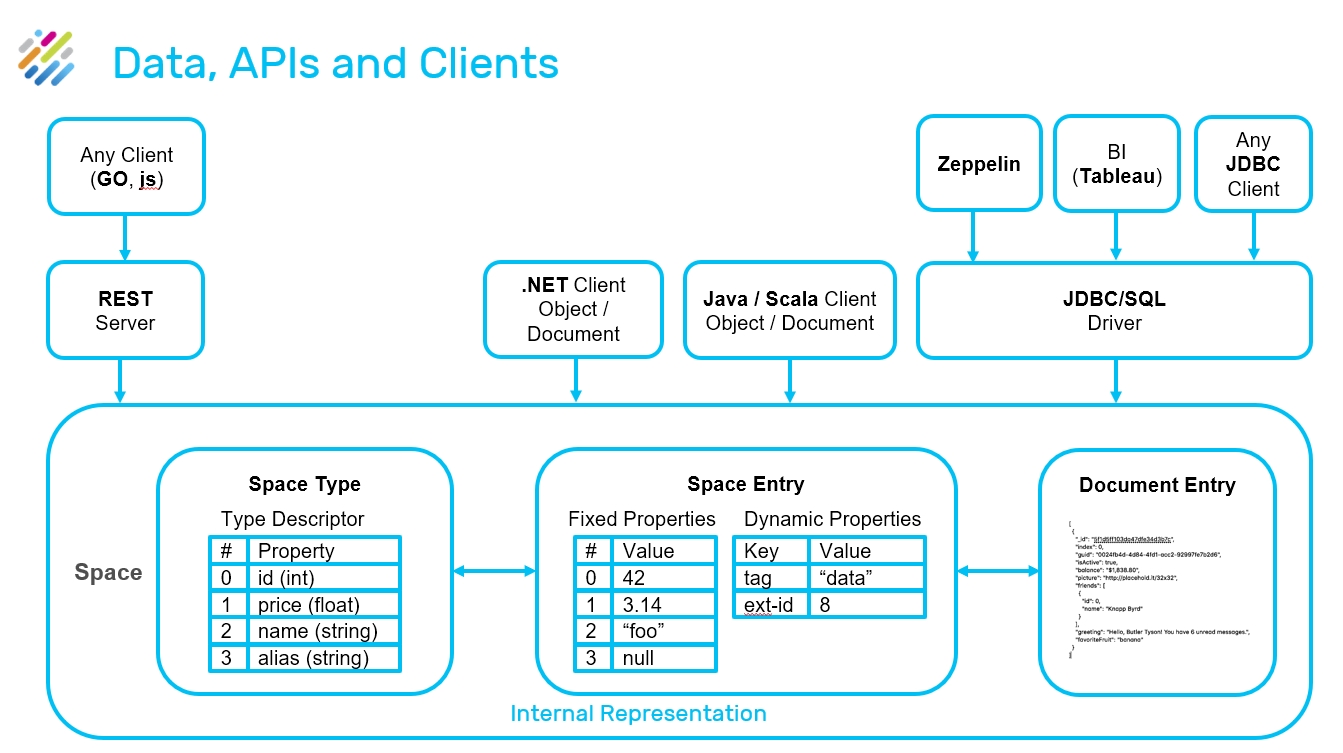 Data, APIs and Clients
Any Client
(GO, js)
Zeppelin
BI
(Tableau)
Any
JDBC
Client
REST
Server
.NET Client
Object /
Document
Java / Scala Client
Object / Document
JDBC/SQL
Driver
Space
Space Type
Type Descriptor
# Property
0 id (int)
1 price (float)
2 name (string)
3 alias (string)
Space Entry
Fixed Properties
# Value
0 42
1 3.14
2 “foo”
3 null
Dynamic Properties
Key Value
tag “data”
ext-id 8
Document Entry
[
{
"index": 0,
"guid": "0024fb4d-4d84-4fd1-acc2-92997fe7b2d6",
"isActive": true,
"balance": "$1,838.80",
"picture": "http://placehold.it/32x32",
"friends": [
{
"id": 0,
"name": "Knapp Byrd"
}
],
"greeting": "Hello, Butler Tyson! You have 6 unread messages.",
"favoriteFruit": "banana"
}
]
Internal Representation